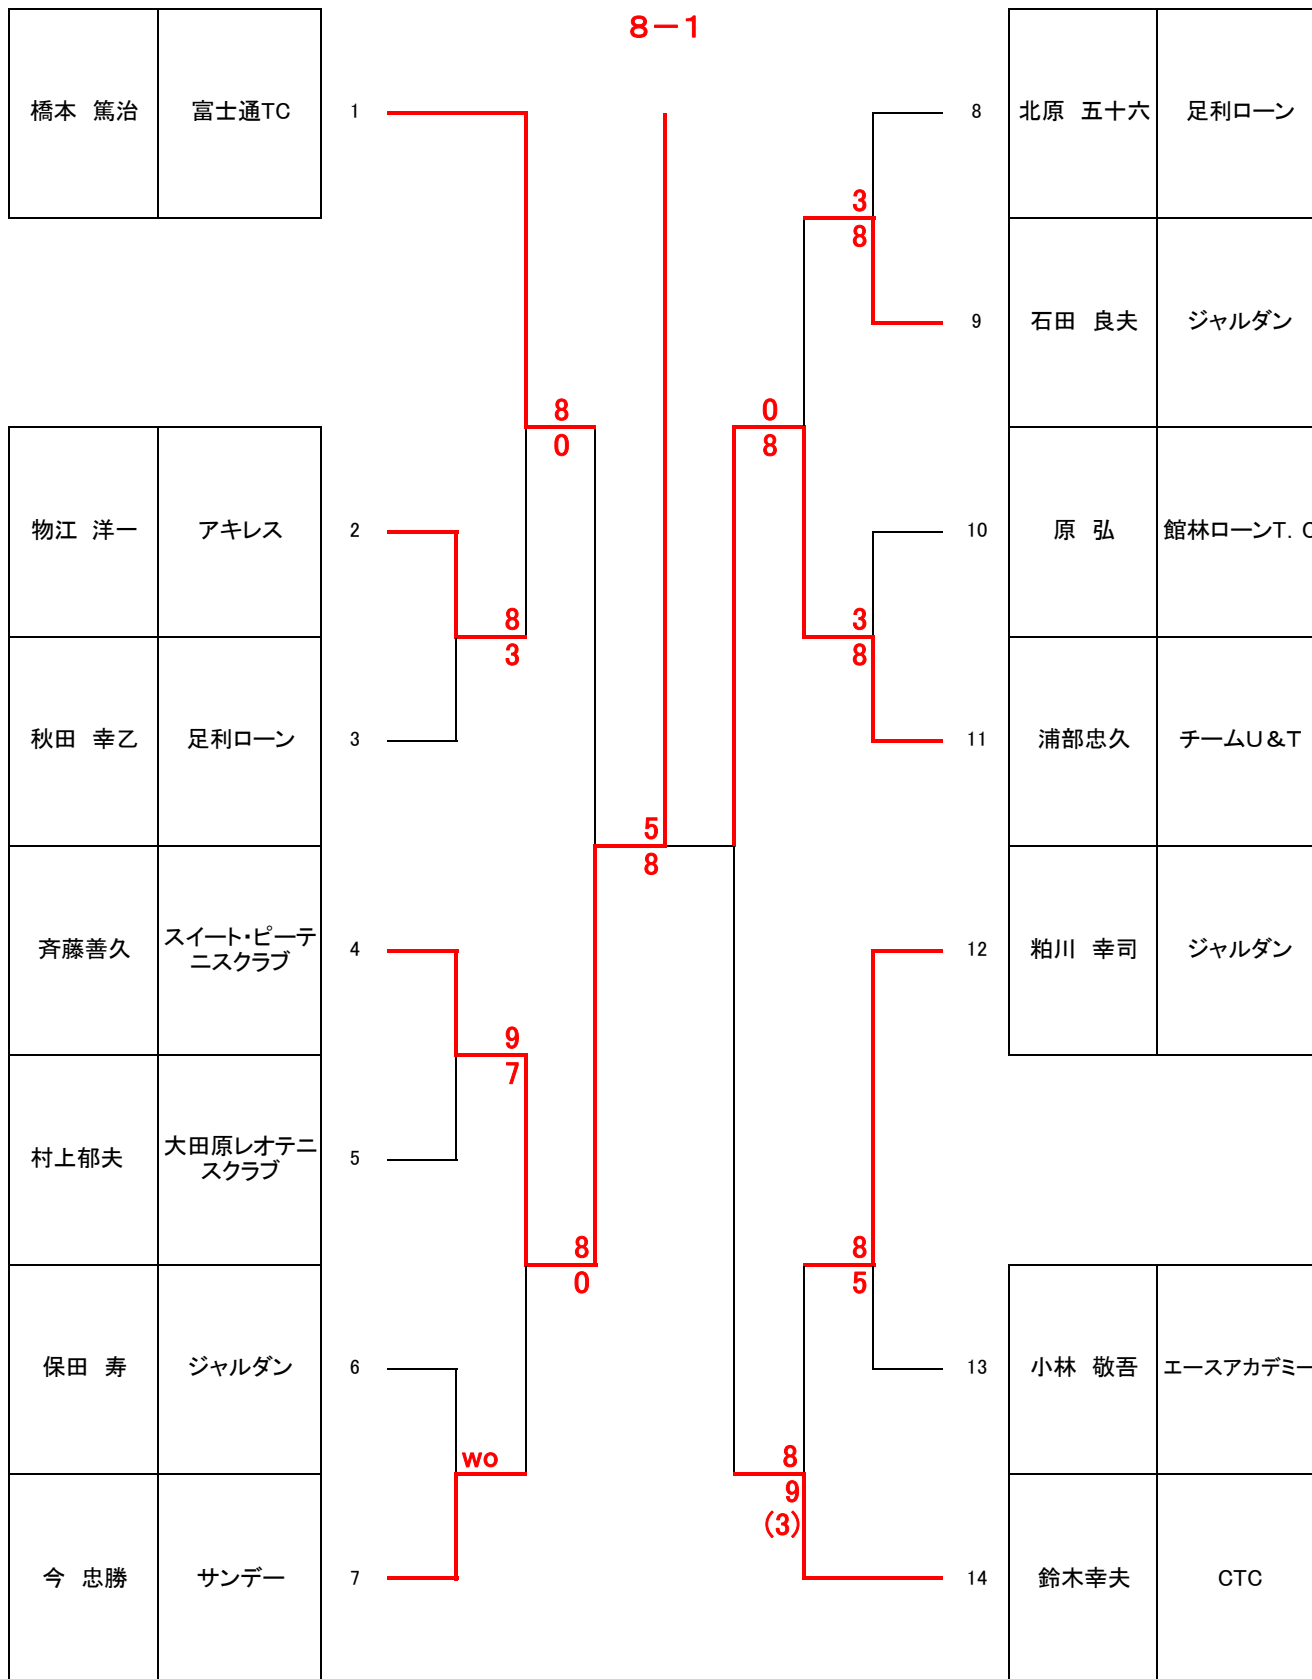 8－1
橋本　篤治 富士通TC 1
8 北原　五十六 足利ローン
3
8
9 石田　良夫 ジャルダン
8
0
0
8
物江　洋一 アキレス 2
10 原　弘 館林ローンT．C
8
3
3
8
秋田　幸乙 足利ローン 3
11 浦部忠久 チームU＆T
5
8
斉藤善久 スイート・ピーテ
ニスクラブ 4
12 粕川　幸司 ジャルダン
9
7
村上郁夫 大田原レオテニ
スクラブ 5
8
0
8
5
保田　寿 ジャルダン 6
13 小林　敬吾 エースアカデミー
wo
8
9
(3)
今　忠勝 サンデー 7
14 鈴木幸夫 CTC